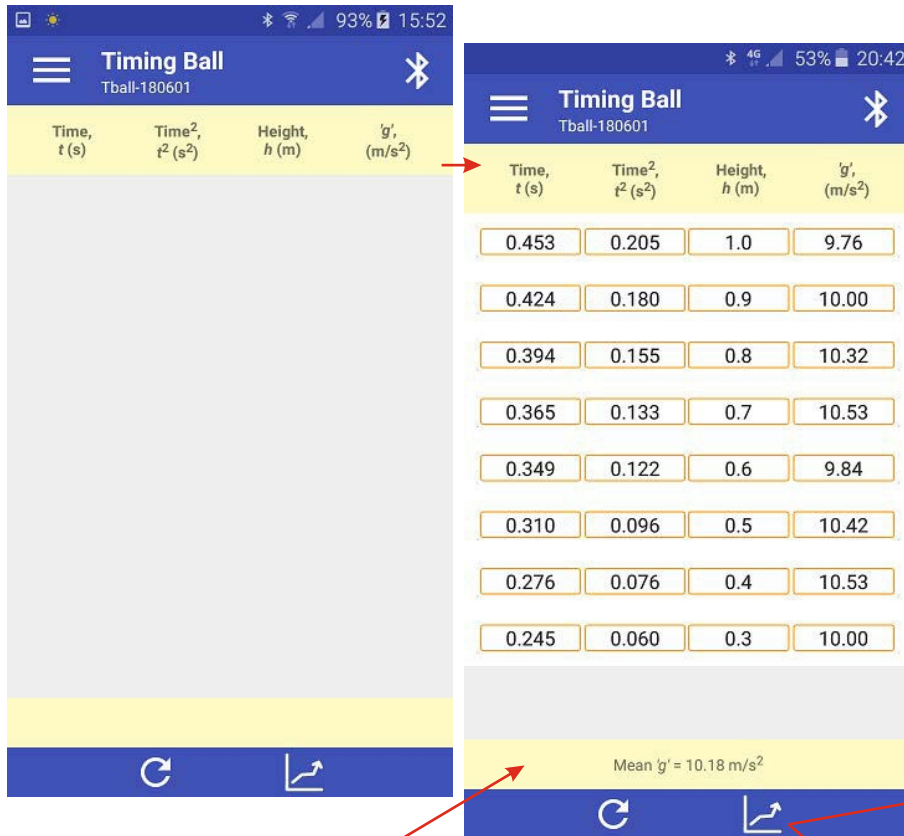 93% 15:52
Timing Ball
Tball-180601
Time, Time², Height, 'g',
t (s) t² (s²) h (m) (m/s²)
4G 53% 20:42
Timing Ball
Tball-180601
Time, Time², Height, 'g',
t (s) t² (s²) h (m) (m/s²)
0.453 0.205 1.0 9.76
0.424 0.180 0.9 10.00
0.394 0.155 0.8 10.32
0.365 0.133 0.7 10.53
0.349 0.122 0.6 9.84
0.310 0.096 0.5 10.42
0.276 0.076 0.4 10.53
0.245 0.060 0.3 10.00
Mean 'g' = 10.18 m/s²